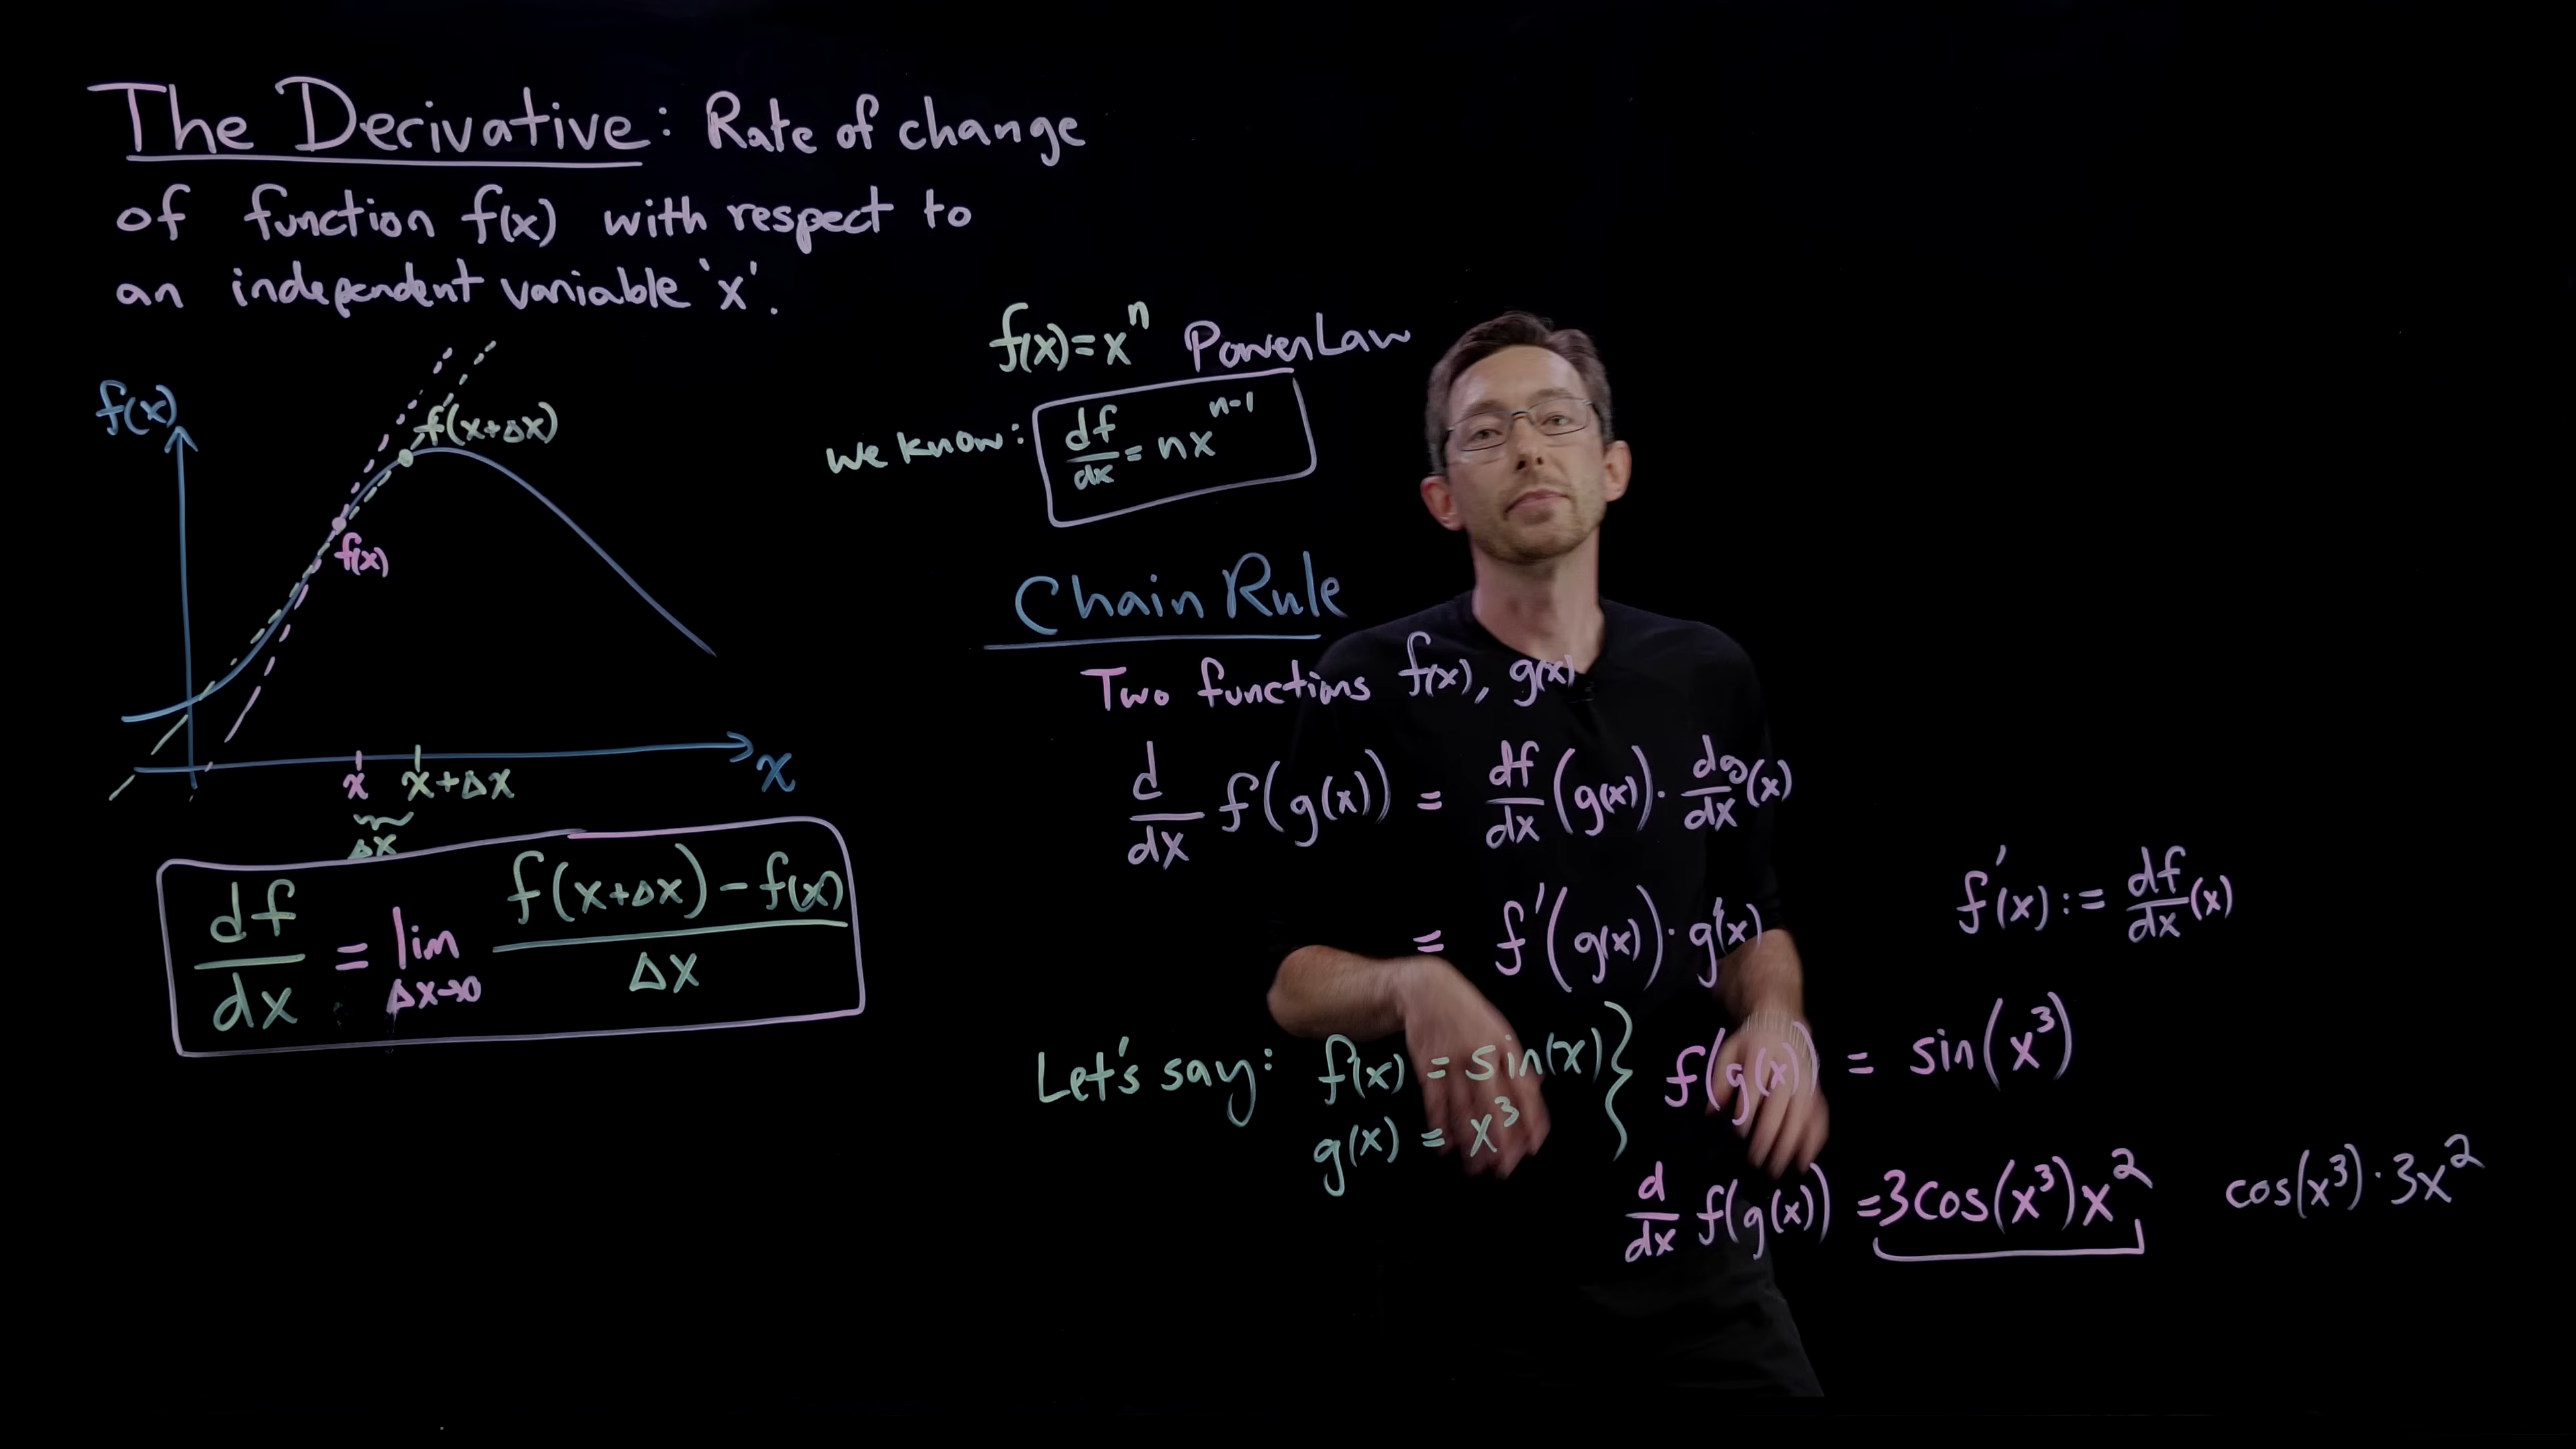 The Derivative: Rate of change
of function f(x) with respect to
an independent variable 'x'.
f(x)
f(x+Δx)
f(x)
x
x+Δx
x
Δx
df/dx = lim Δx→0 (f(x+Δx) - f(x))/Δx
f(x)=x^n Power Law
We know: df/dx = nx^(n-1)
Chain Rule
Two functions f(x), g(x)
d/dx f(g(x)) = df/dx (g(x)) · dg/dx (x)
= f'(g(x)) · g'(x)
f'(x) := df/dx (x)
Let's say: f(x) = sin(x) } f(g(x)) = sin(x^3)
g(x) = x^3
d/dx f(g(x)) = 3cos(x^3)x^2
cos(x^3) · 3x^2